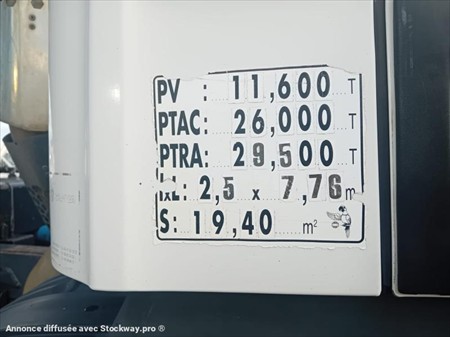 PV : 11,600 T
PTAC: 26,000 T
PTRA: 29,500 T
xL: 2,5 x 7,76 m
S: 19,40 m²
Annonce diffusée avec Stockway.pro ®